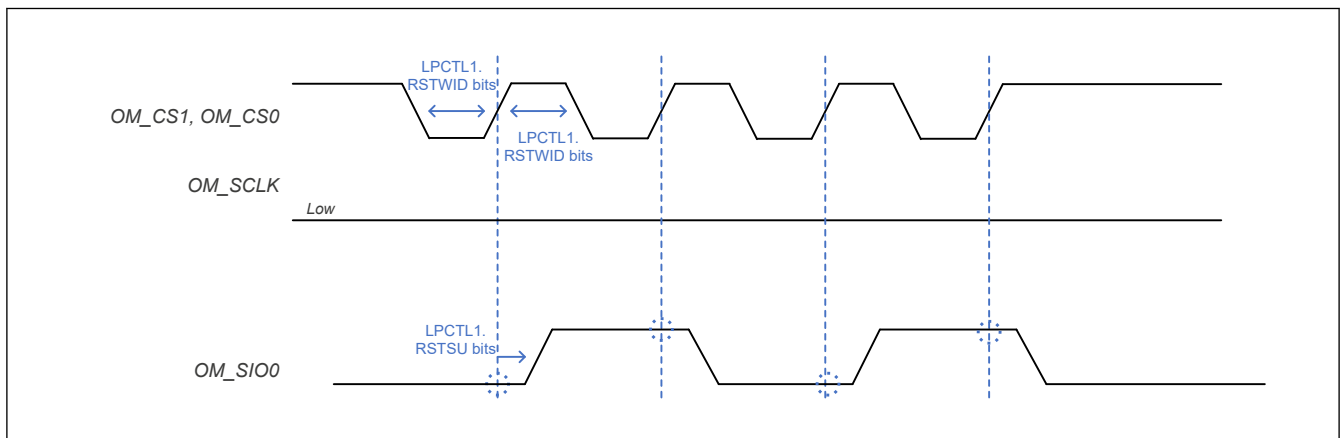 LPCTL1.
RSTWID bits
OM_CS1, OM_CS0
LPCTL1.
RSTWID bits
OM_SCLK
Low
LPCTL1.
RSTSU bits
OM_SIO0